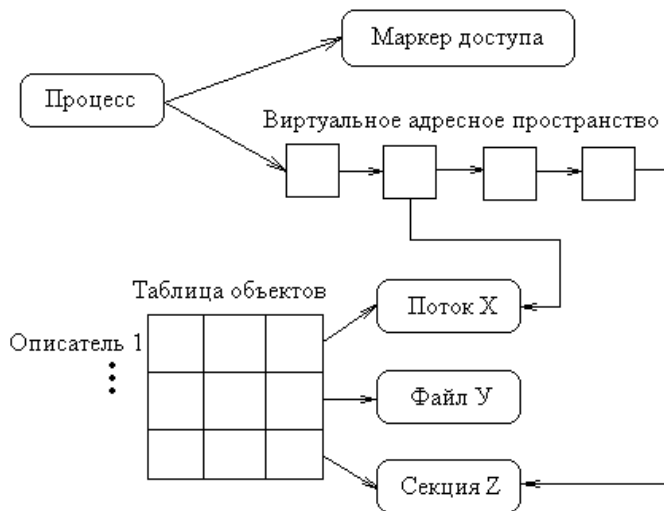 Маркер доступа
Процесс
Виртуальное адресное пространство
Таблица объектов
Поток X
Описатель 1
Файл У
Секция Z